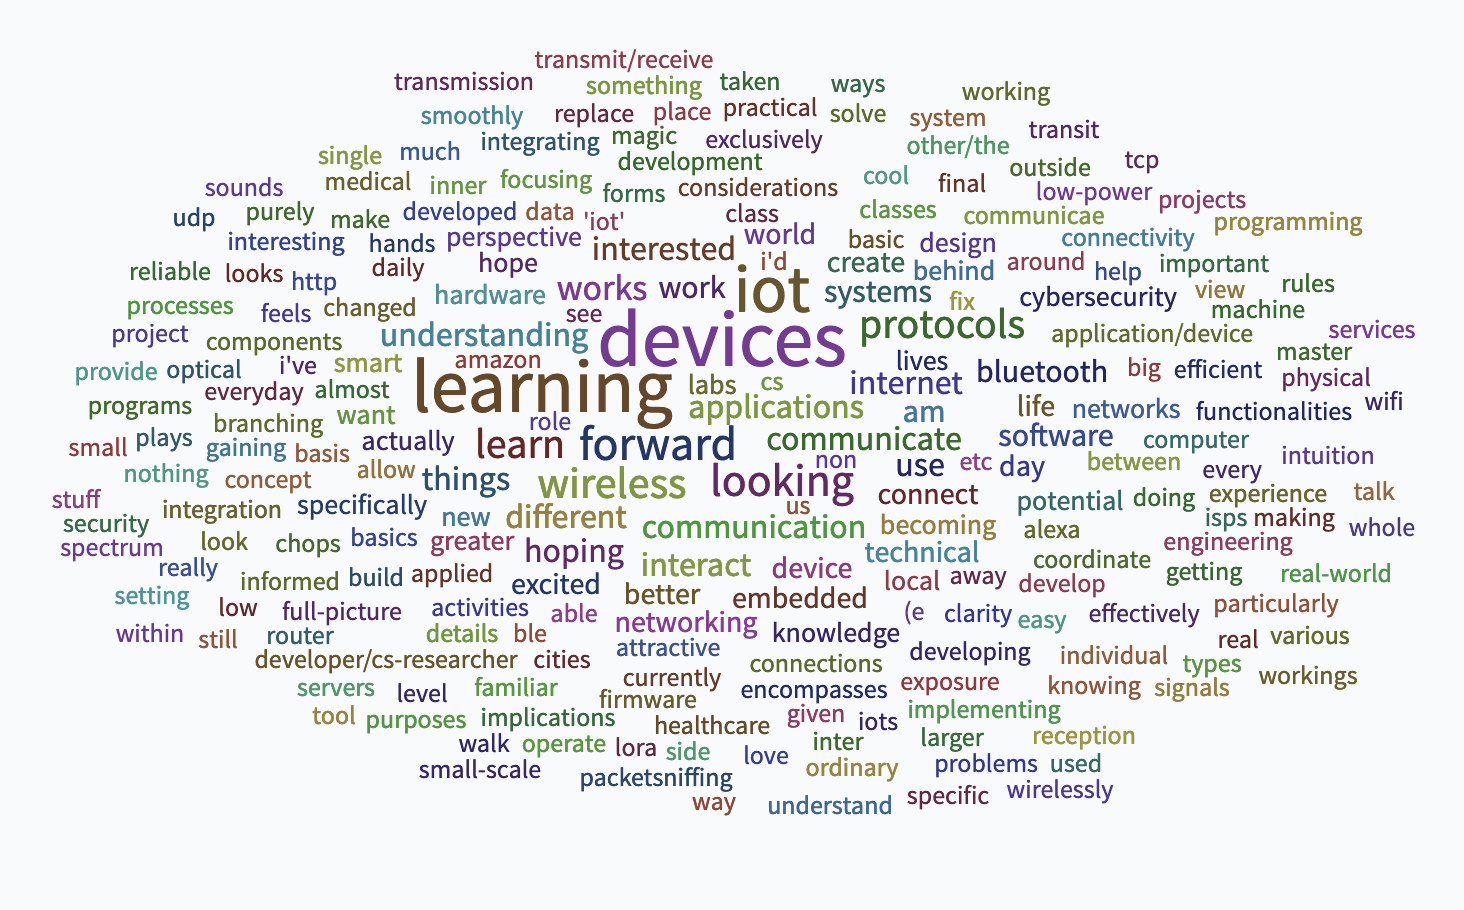 transmit/receive
transmission something taken ways working
smoothly replace place practical solve system
integrating magic exclusively transit
single much development other/the outside tcp
sounds medical inner focusing forms considerations cool final low-power projects
udp purely make developed data 'iot' class classes communicae programming
interesting hands perspective interested world basic design connectivity
reliable looks http daily hope i'd create behind around help important rules
processes feels changed hardware works work iot systems fix cybersecurity view machine
project components understanding see devices protocols application/device services
provide optical i've smart amazon lives bluetooth big efficient master physical
programs everyday almost learning labs cs internet
branching want role applications am life networks functionalities wifi
small plays gaining basis actually learn forward communicate software computer
nothing concept allow things wireless looking non use etc day between every intuition
stuff integration specifically us connect potential doing experience talk
security look chops basics new different communication becoming alexa isps making whole
spectrum greater hoping interact technical coordinate engineering
really informed build applied excited device local away develop getting real-world
setting low full-picture activities able better embedded (e clarity easy effectively particularly
within still router details ble networking knowledge real various
developer/cs-researcher cities attractive connections developing individual types
servers level familiar currently encompasses exposure knowing signals workings
tool purposes implications firmware healthcare given iots implementing
walk operate lora side love inter larger reception
small-scale packetsniffing ordinary problems used
way understand specific wirelessly